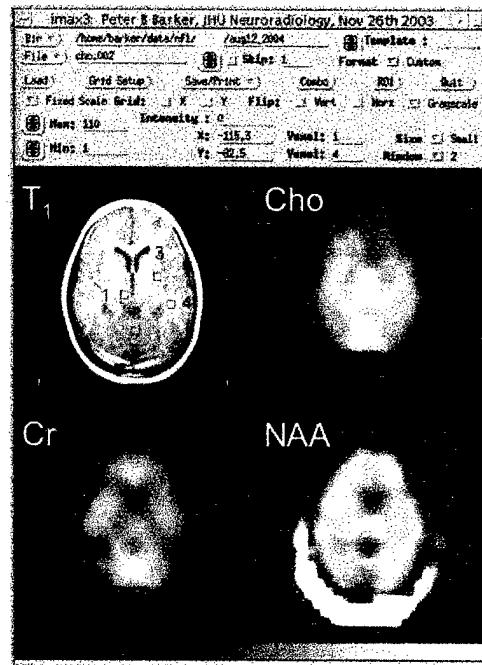 imax3: Peter B Barker, JHU Neuroradiology, Nov 26th 2003
Dir /home/barker/data/nf1/ /aug12_2004 Template :
File cho.002 Skip: 1 Format Custom
Load Grid Setup Save/Print Combo ROI Quit
Fixed Scale Grid: X Y Flip: Vert Horz Grayscale
Max: 110 Intensity : 0
X: -115.3 Voxel: 1 Size Small
Min: 1 Y: -82.5 Voxel: 4 Window 2
T1 Cho
3
1 4
Cr NAA